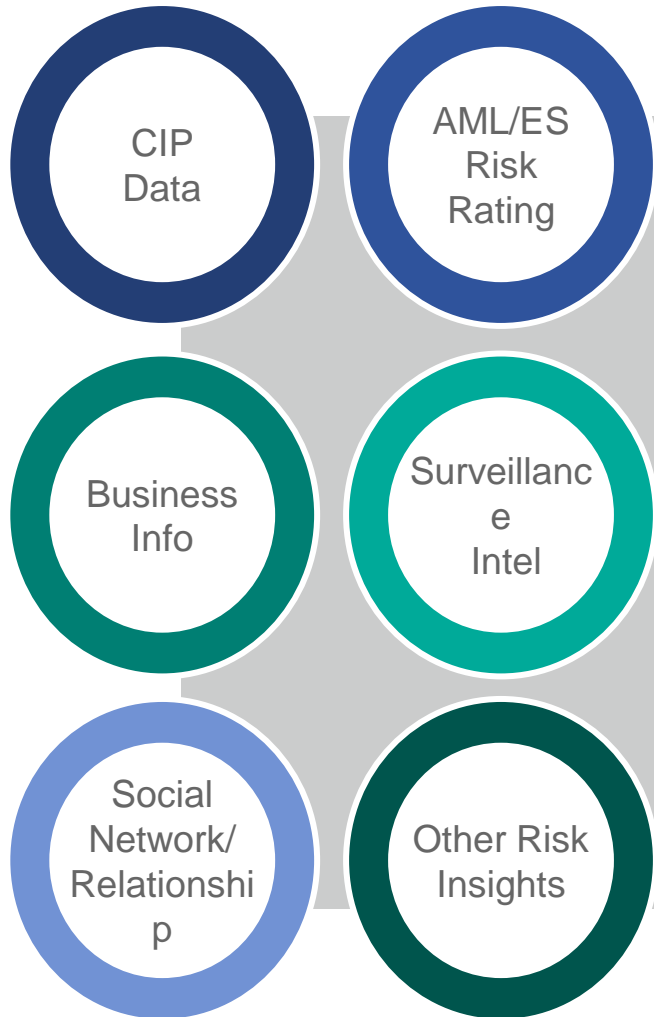 CIP
Data
AML/ES
Risk
Rating
Business
Info
Surveillanc
e
Intel
Social
Network/
Relationshi
p
Other Risk
Insights